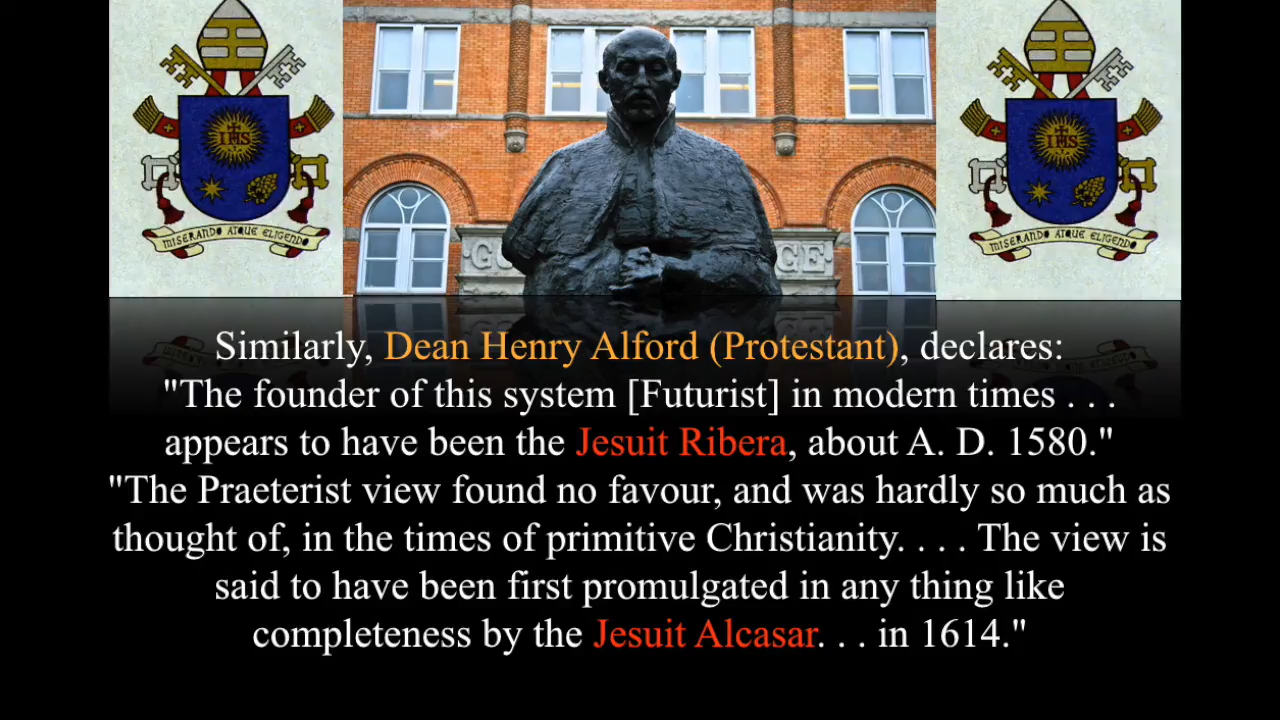 IHS
MISERANDO ATQUE ELIGENDO
IHS
MISERANDO ATQUE ELIGENDO
Similarly, Dean Henry Alford (Protestant), declares:
"The founder of this system [Futurist] in modern times . . .
appears to have been the Jesuit Ribera, about A. D. 1580."
"The Praeterist view found no favour, and was hardly so much as
thought of, in the times of primitive Christianity. . . . The view is
said to have been first promulgated in any thing like
completeness by the Jesuit Alcasar. . . in 1614."